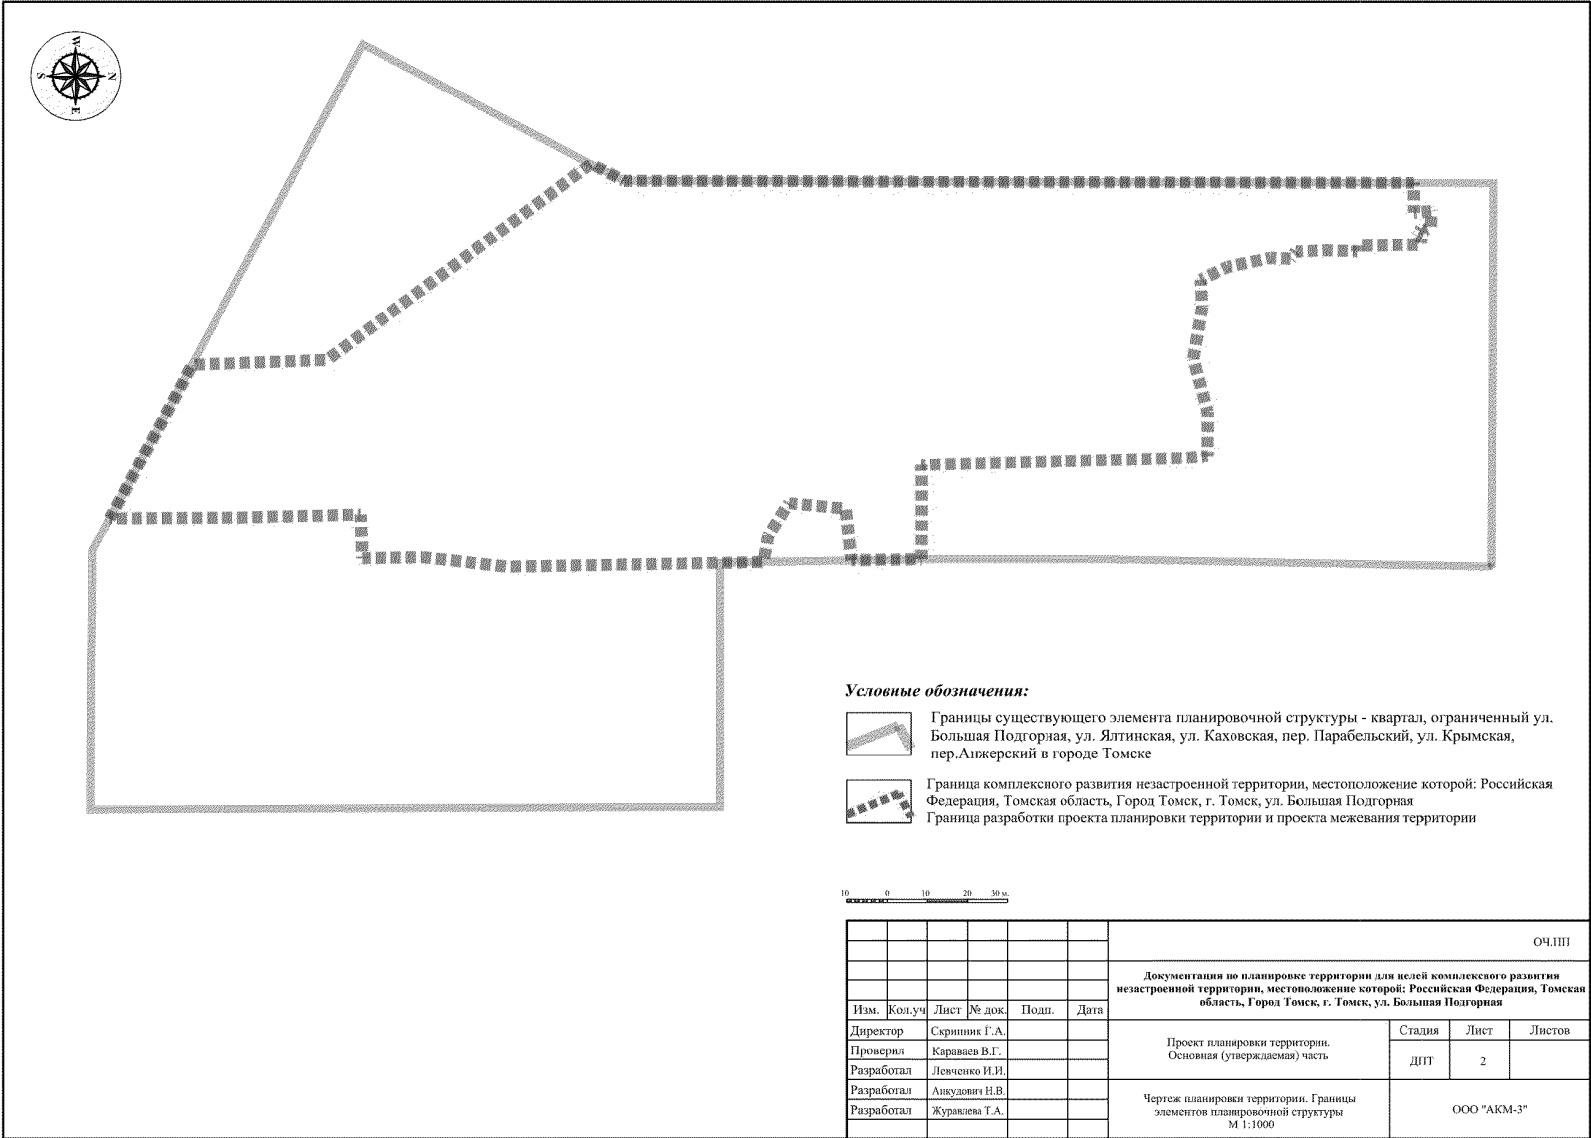 W
S
N
E
Условные обозначения:
Границы существующего элемента планировочной структуры - квартал, ограниченный ул.
Большая Подгорная, ул. Ялтинская, ул. Каховская, пер. Парабельский, ул. Крымская,
пер.Анжерский в городе Томске
Граница комплексного развития незастроенной территории, местоположение которой: Российская
Федерация, Томская область, Город Томск, г. Томск, ул. Большая Подгорная
Граница разработки проекта планировки территории и проекта межевания территории
10 0 10 20 30 м.
ОЧ.ПП
Документация по планировке территории для целей комплексного развития
незастроенной территории, местоположение которой: Российская Федерация, Томская
область, Город Томск, г. Томск, ул. Большая Подгорная
Изм. Кол.уч Лист № док. Подп. Дата
Директор Скрипник Г.А.
Проверил Караваев В.Г.
Разработал Левченко И.И.
Разработал Анкудович Н.В.
Разработал Журавлева Т.А.
Проект планировки территории.
Основная (утверждаемая) часть
Стадия Лист Листов
ДПТ 2
Чертеж планировки территории. Границы
элементов планировочной структуры
М 1:1000
ООО "АКМ-3"